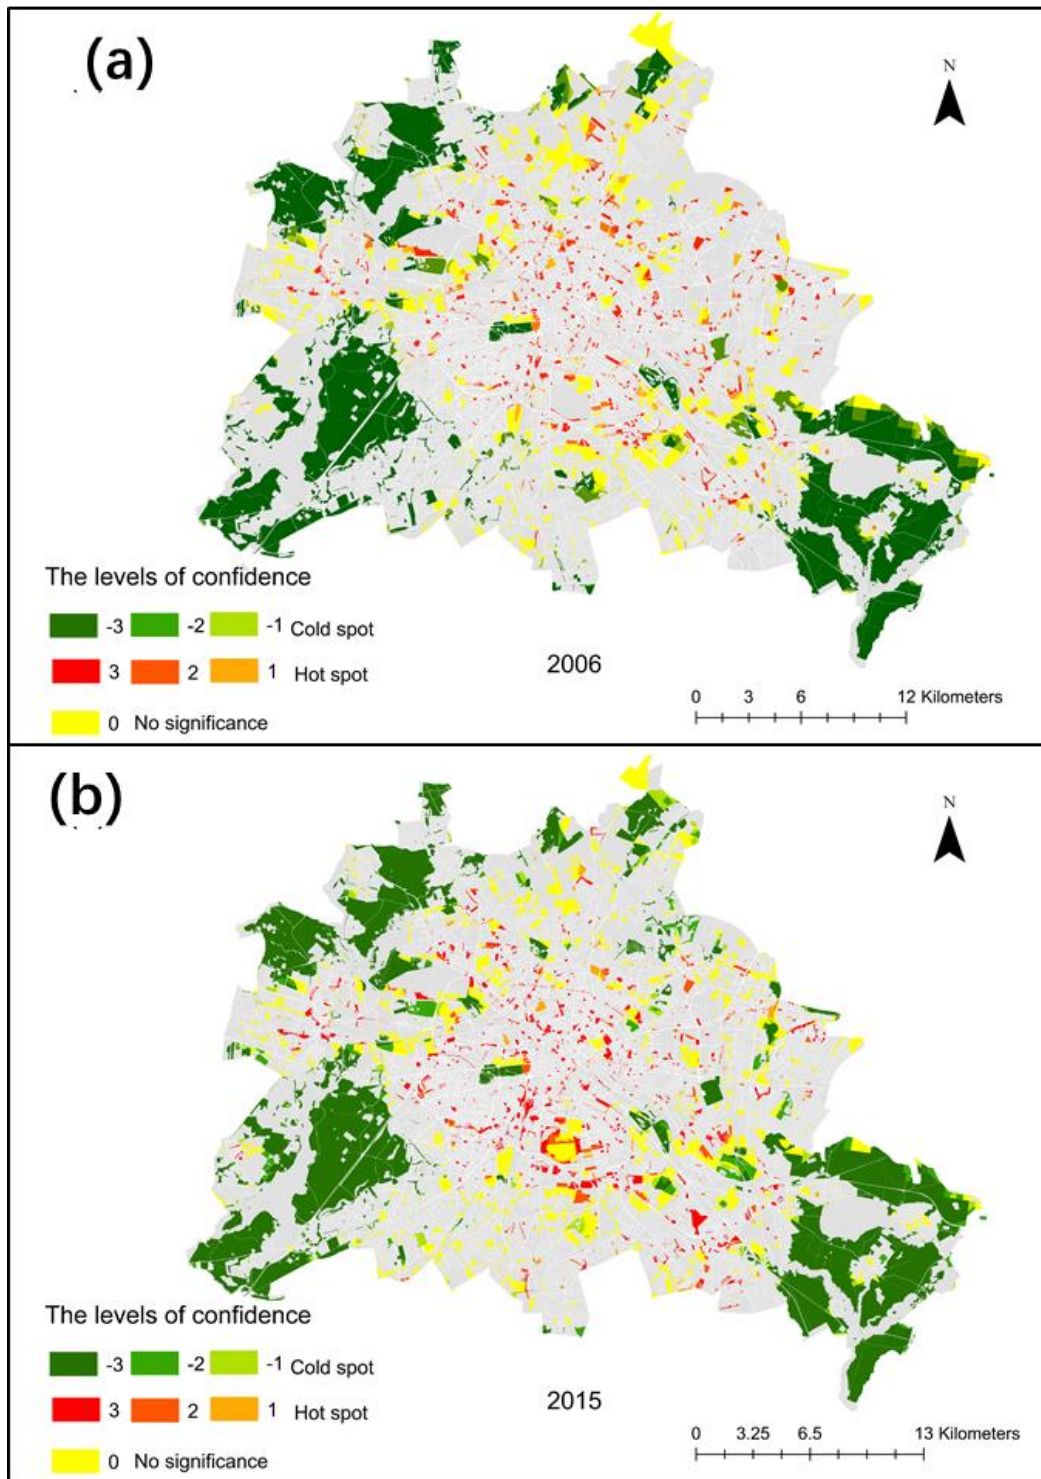 (a)
N
The levels of confidence
-3 -2 -1 Cold spot
3 2 1 Hot spot
0 No significance
2006
0 3 6 12 Kilometers
(b)
N
The levels of confidence
-3 -2 -1 Cold spot
3 2 1 Hot spot
0 No significance
2015
0 3.25 6.5 13 Kilometers